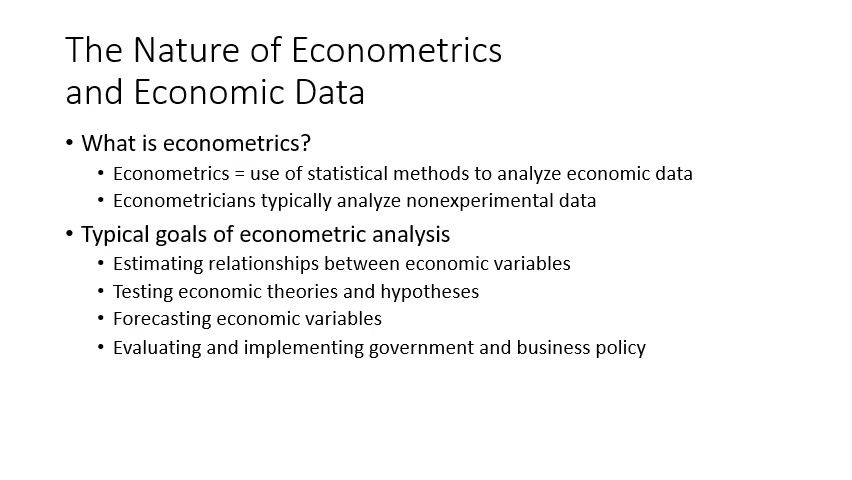 The Nature of Econometrics
and Economic Data
• What is econometrics?
• Econometrics = use of statistical methods to analyze economic data
• Econometricians typically analyze nonexperimental data
• Typical goals of econometric analysis
• Estimating relationships between economic variables
• Testing economic theories and hypotheses
• Forecasting economic variables
• Evaluating and implementing government and business policy